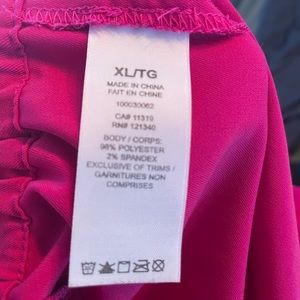 XL/TG
MADE IN CHINA
FAIT EN CHINE
100030062
CA# 11319
RN# 121340
BODY / CORPS:
98% POLYESTER
2% SPANDEX
EXCLUSIVE OF TRIMS /
GARNITURES NON
COMPRISES